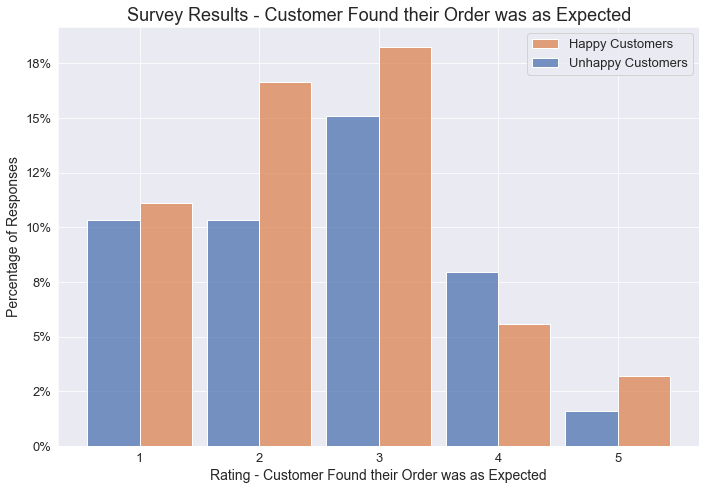 Survey Results - Customer Found their Order was as Expected
Happy Customers
Unhappy Customers
18%
15%
12%
10%
8%
5%
2%
0%
Percentage of Responses
1 2 3 4 5
Rating - Customer Found their Order was as Expected